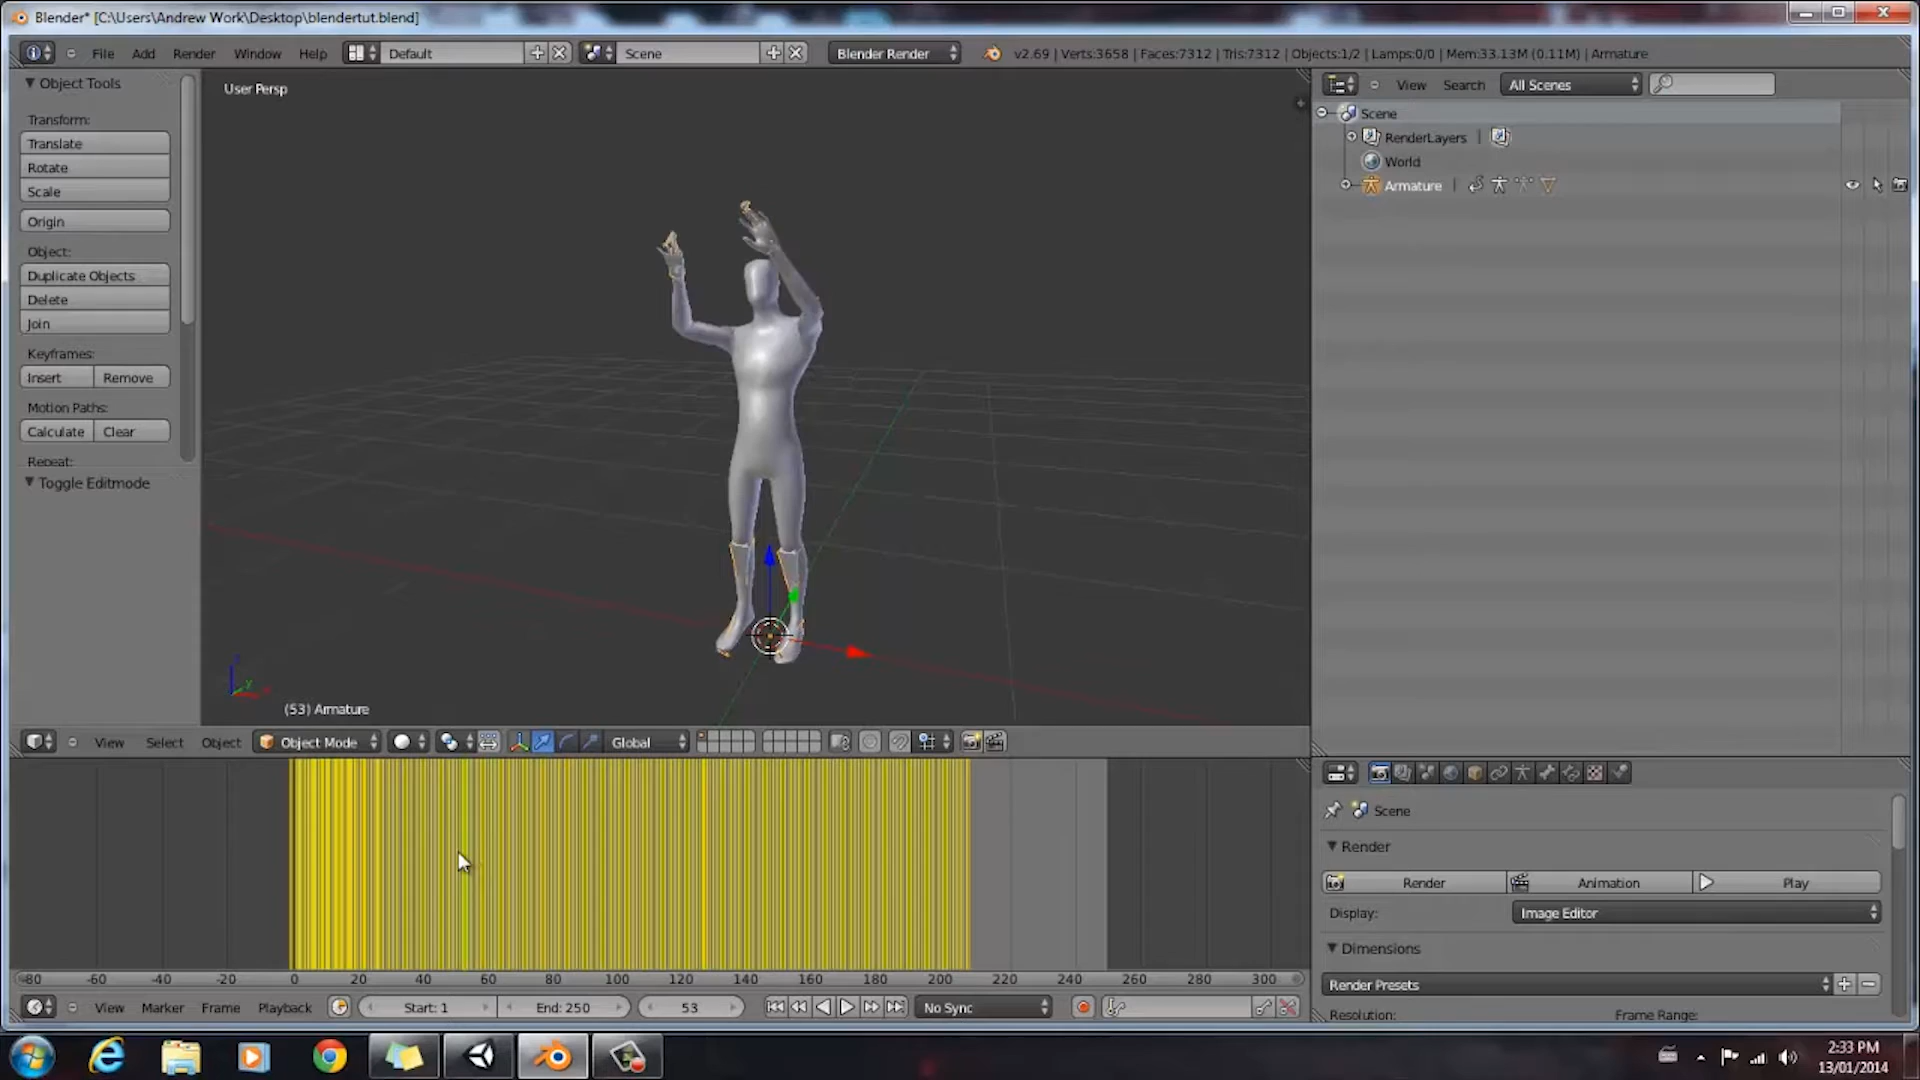 Blender* [C:\Users\Andrew Work\Desktop\blendertut.blend]
File Add Render Window Help Default Scene Blender Render v2.69 | Verts:3658 | Faces:7312 | Tris:7312 | Objects:1/2 | Lamps:0/0 | Mem:33.13M (0.11M) | Armature
Object Tools
Transform:
Translate
Rotate
Scale
Origin
Object:
Duplicate Objects
Delete
Join
Keyframes:
Insert Remove
Motion Paths:
Calculate Clear
Repeat:
Toggle Editmode
User Persp
(53) Armature
View Search All Scenes
Scene
RenderLayers |
World
Armature |
View Select Object Object Mode Global
-80 -60 -40 -20 0 20 40 60 80 100 120 140 160 180 200 220 240 260 280 300
View Marker Frame Playback Start: 1 End: 250 53 No Sync
Scene
Render
Render Animation Play
Display: Image Editor
Dimensions
Render Presets
Resolution: Frame Range:
2:33 PM
13/01/2014